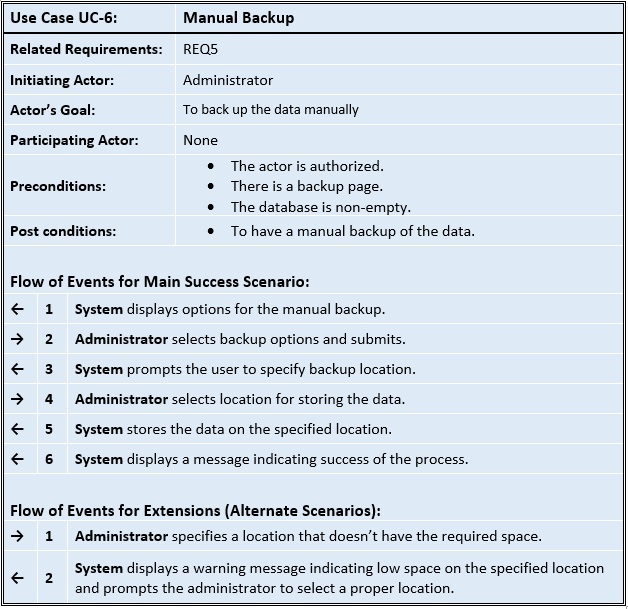 Use Case UC-6: Manual Backup
Related Requirements: REQ5
Initiating Actor: Administrator
Actor’s Goal: To back up the data manually
Participating Actor: None
Preconditions:
• The actor is authorized.
• There is a backup page.
• The database is non-empty.
Post conditions: • To have a manual backup of the data.
Flow of Events for Main Success Scenario:
← 1 System displays options for the manual backup.
→ 2 Administrator selects backup options and submits.
← 3 System prompts the user to specify backup location.
→ 4 Administrator selects location for storing the data.
← 5 System stores the data on the specified location.
← 6 System displays a message indicating success of the process.
Flow of Events for Extensions (Alternate Scenarios):
→ 1 Administrator specifies a location that doesn’t have the required space.
← 2 System displays a warning message indicating low space on the specified location
and prompts the administrator to select a proper location.